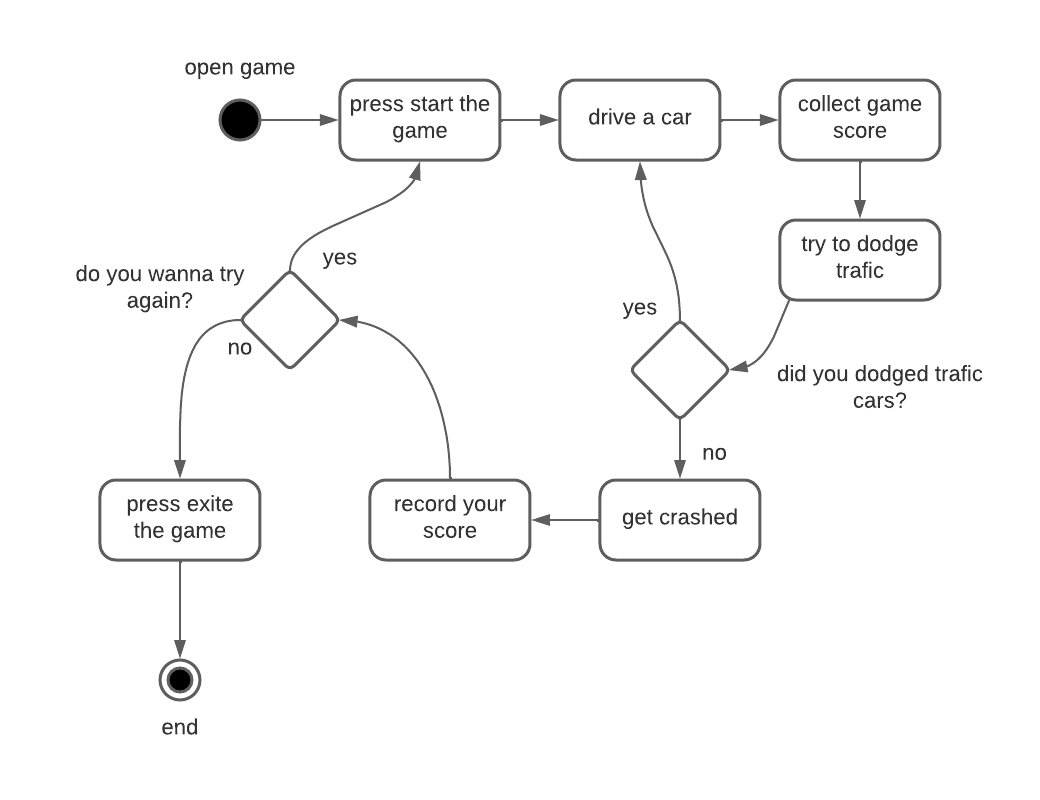 open game
press start the
game
drive a car
collect game
score
try to dodge
trafic
yes
do you wanna try
again?
no
yes
did you dodged trafic
cars?
no
press exite
the game
record your
score
get crashed
end